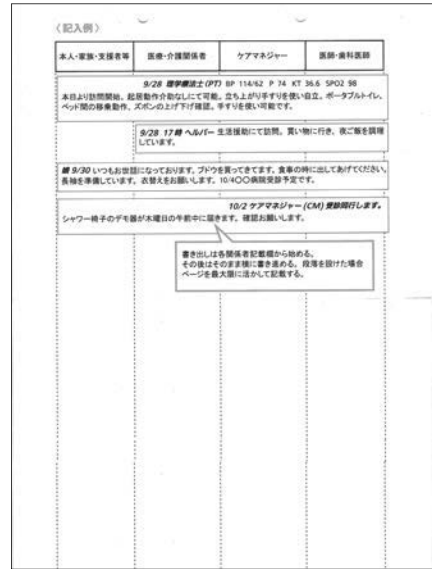 〈記入例〉
本人・家族・支援者等 医療・介護関係者 ケアマネジャー 医師・歯科医師
9/28 理学療法士(PT) BP 114/62 P 74 KT 36.6 SPO2 98
本日より訪問開始。起居動作介助なしにて可能。立ち上がり手すりを使い自立。ポータブルトイレ、
ベッド間の移乗動作、ズボンの上げ下げ確認。手すりを使い可能です。
9/28 17時 ヘルパー 生活援助にて訪問。買い物に行き、夜ご飯を調理
しています。
9/30 いつもお世話になっております。ブドウを買ってきてます。食事の時に出してあげてください。
長袖を準備しています。衣替えをお願いします。10/4〇〇病院受診予定です。
10/2 ケアマネジャー(CM) 受診同行します。
シャワー椅子のデモ器が木曜日の午前中に届きます。確認お願いします。
書き出しは各関係者記載欄から始める。
その後はそのまま横に書き進める。段落を設けた場合
ページを最大限に活かして記載する。